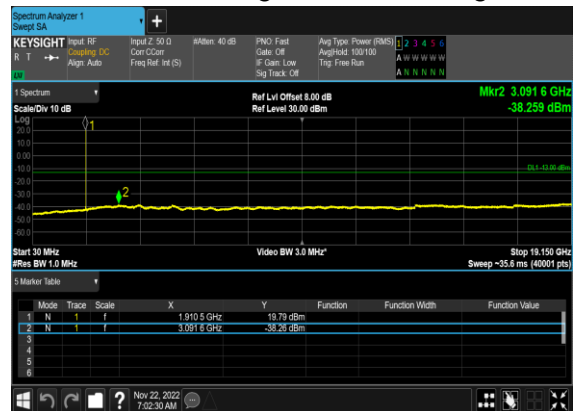 Spectrum Analyzer 1
Swept SA
+
KEYSIGHT Input: RF Input Z: 50 Ω #Atten: 40 dB PNO: Fast Avg Type: Power (RMS) 1 2 3 4 5 6
R T Coupling: DC Corr CCorr Gate: Off Avg|Hold: 100/100 A W W W W W
Align: Auto Freq Ref: Int (S) IF Gain: Low Trig: Free Run
LW Sig Track: Off A N N N N N
1 Spectrum Ref Lvl Offset 8.00 dB Mkr2 3.091 6 GHz
Scale/Div 10 dB Ref Level 30.00 dBm -38.259 dBm
Log
20.0 1
10.0
0.00
-10.0 DL1 -13.00 dBm
-20.0
-30.0 2
-40.0
-50.0
-60.0
Start 30 MHz Video BW 3.0 MHz* Stop 19.150 GHz
#Res BW 1.0 MHz Sweep ~35.6 ms (40001 pts)
5 Marker Table
Mode Trace Scale X Y Function Function Width Function Value
1 N 1 f 1.910 5 GHz 19.79 dBm
2 N 1 f 3.091 6 GHz -38.26 dBm
3
4
5
6
? Nov 22, 2022
7:02:30 AM